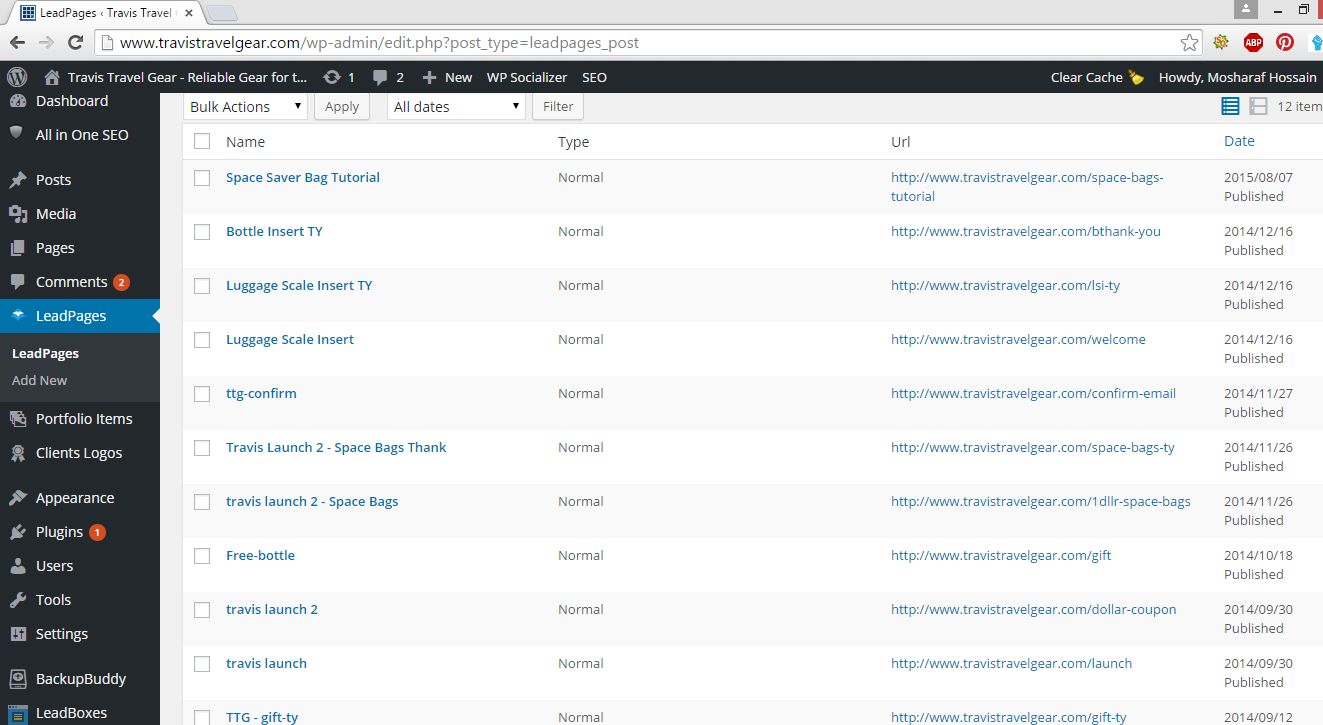 LeadPages ‹ Travis Travel
www.travistravelgear.com/wp-admin/edit.php?post_type=leadpages_post
ABP
Travis Travel Gear - Reliable Gear for t... 1 2 New WP Socializer SEO Clear Cache Howdy, Mosharaf Hossain
Dashboard
All in One SEO
Posts
Media
Pages
Comments 2
LeadPages
LeadPages
Add New
Portfolio Items
Clients Logos
Appearance
Plugins 1
Users
Tools
Settings
BackupBuddy
LeadBoxes
Bulk Actions Apply All dates Filter 12 item
Name Type Url Date
Space Saver Bag Tutorial Normal http://www.travistravelgear.com/space-bags- 2015/08/07
tutorial Published
Bottle Insert TY Normal http://www.travistravelgear.com/bthank-you 2014/12/16
Published
Luggage Scale Insert TY Normal http://www.travistravelgear.com/lsi-ty 2014/12/16
Published
Luggage Scale Insert Normal http://www.travistravelgear.com/welcome 2014/12/16
Published
ttg-confirm Normal http://www.travistravelgear.com/confirm-email 2014/11/27
Published
Travis Launch 2 - Space Bags Thank Normal http://www.travistravelgear.com/space-bags-ty 2014/11/26
Published
travis launch 2 - Space Bags Normal http://www.travistravelgear.com/1dllr-space-bags 2014/11/26
Published
Free-bottle Normal http://www.travistravelgear.com/gift 2014/10/18
Published
travis launch 2 Normal http://www.travistravelgear.com/dollar-coupon 2014/09/30
Published
travis launch Normal http://www.travistravelgear.com/launch 2014/09/30
Published
TTG - gift-ty Normal http://www.travistravelgear.com/gift-ty 2014/09/12